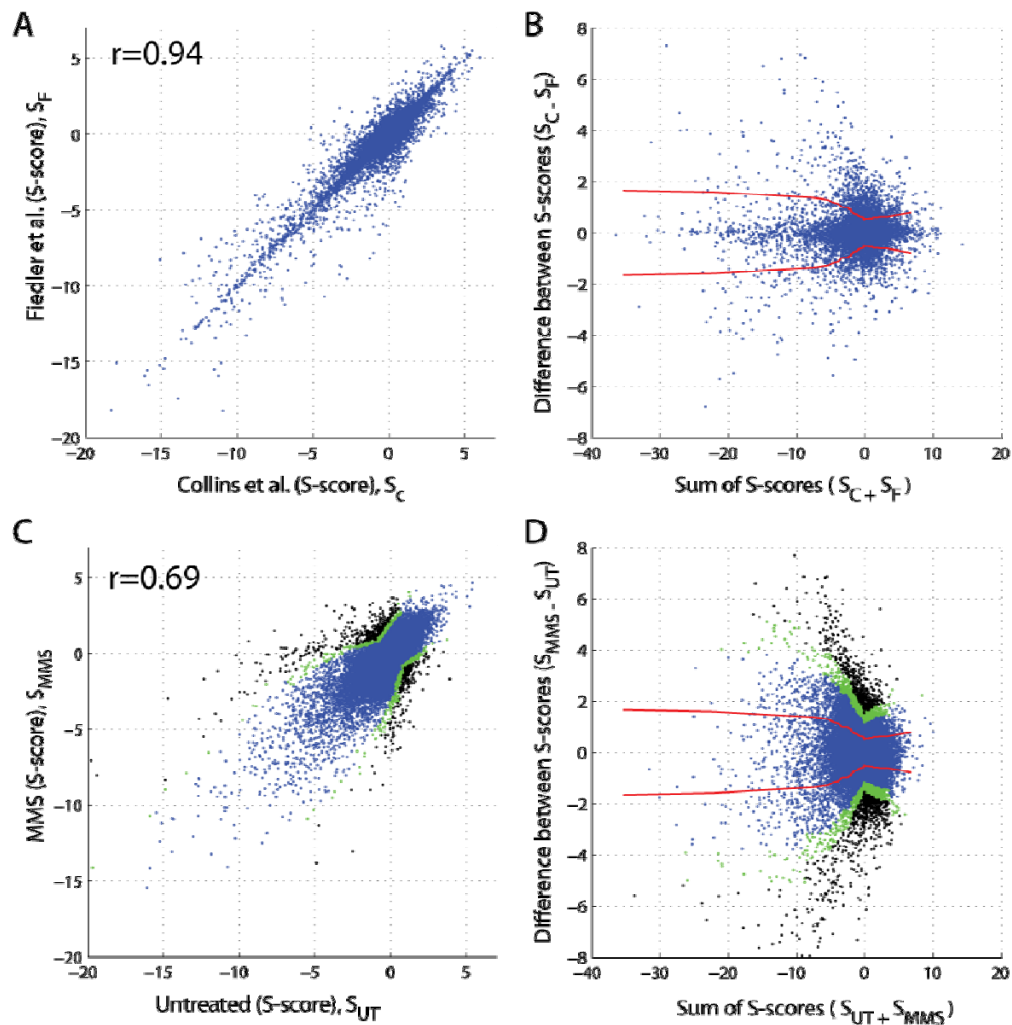 A
r=0.94
5
0
−5
−10
−15
−20
Fiedler et al. (S-score), S_F
−20 −15 −10 −5 0 5
Collins et al. (S-score), S_C
B
8
6
4
2
0
−2
−4
−6
−8
Difference between S-scores (S_C - S_F)
−40 −30 −20 −10 0 10 20
Sum of S-scores ( S_C + S_F )
C
r=0.69
5
0
−5
−10
−15
−20
MMS (S-score), S_MMS
−20 −15 −10 −5 0 5
Untreated (S-score), S_UT
D
8
6
4
2
0
−2
−4
−6
−8
Difference between S-scores (S_MMS - S_UT)
−40 −30 −20 −10 0 10 20
Sum of S-scores ( S_UT + S_MMS )